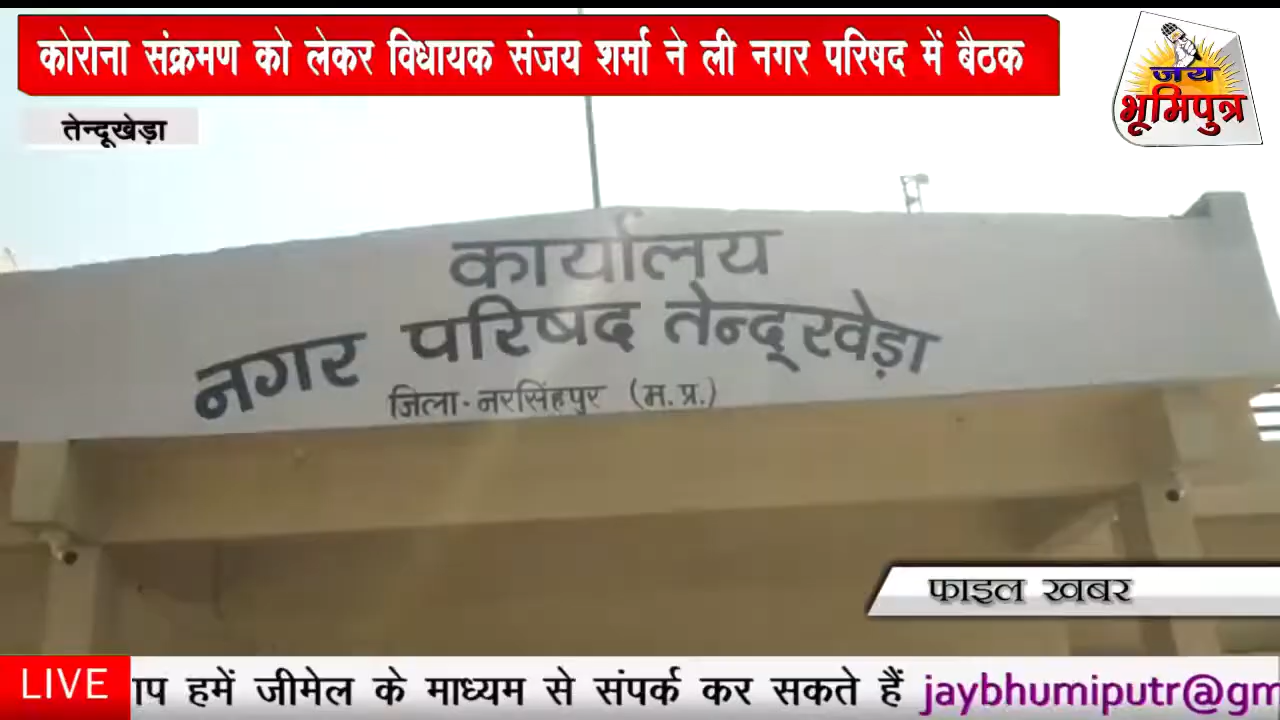 कोरोना संक्रमण को लेकर विधायक संजय शर्मा ने ली नगर परिषद में बैठक
जय
भूमिपुत्र
तेन्दूखेड़ा
कार्यालय
नगर परिषद तेन्दूखेड़ा
जिला - नरसिंहपुर (म.प्र.)
फाइल खबर
LIVE
ाप हमें जीमेल के माध्यम से संपर्क कर सकते हैं jaybhumiputr@gm